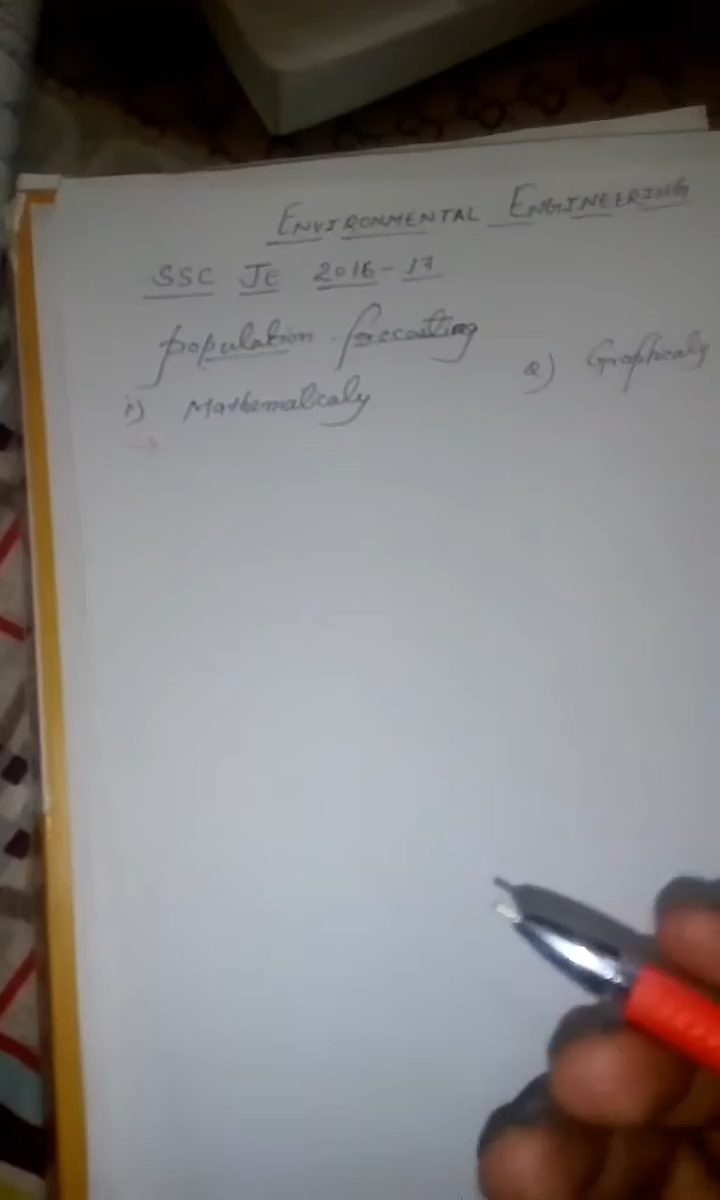 ENVIRONMENTAL ENGINEERING
SSC JE 2016-17
population forecasting
1) Mathematicaly
2) Graphicaly